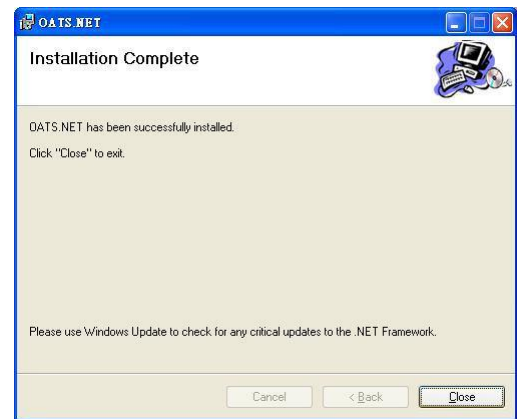 OATS.NET
Installation Complete
OATS.NET has been successfully installed.
Click "Close" to exit.
Please use Windows Update to check for any critical updates to the .NET Framework.
Cancel
< Back
Close